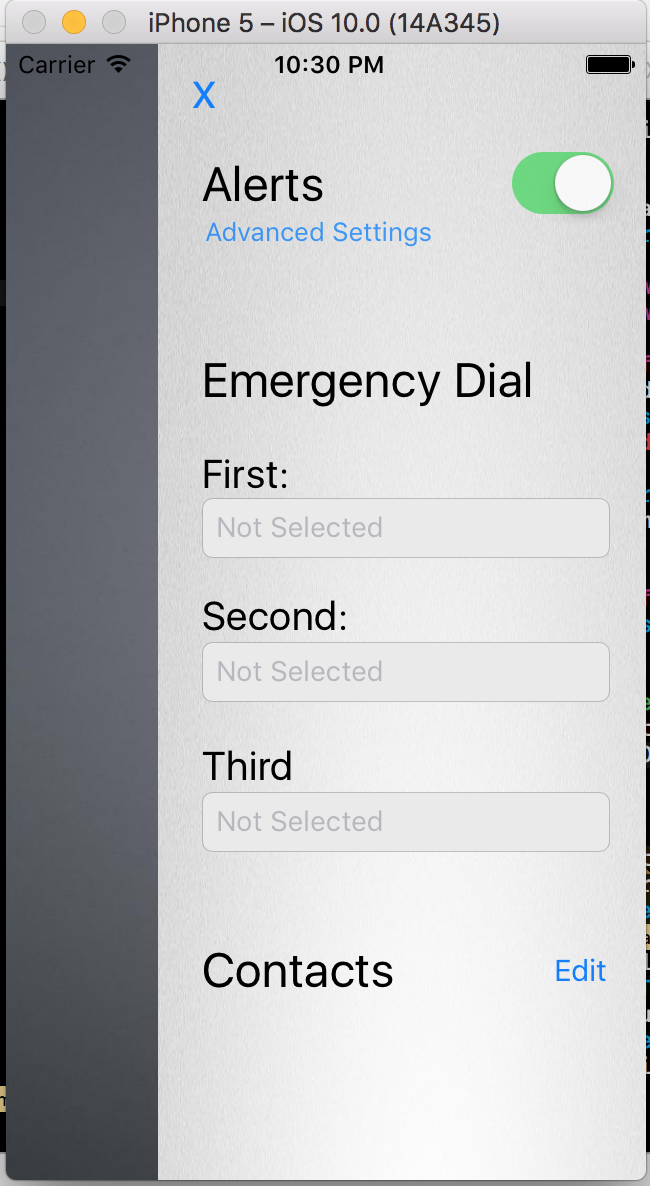 iPhone 5 – iOS 10.0 (14A345)
Carrier 10:30 PM
X
Alerts
Advanced Settings
Emergency Dial
First:
Not Selected
Second:
Not Selected
Third
Not Selected
Contacts Edit